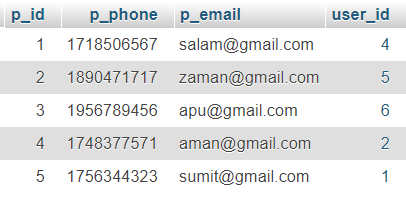 p_id p_phone p_email user_id
1 1718506567 salam@gmail.com 4
2 1890471717 zaman@gmail.com 5
3 1956789456 apu@gmail.com 6
4 1748377571 aman@gmail.com 2
5 1756344323 sumit@gmail.com 1